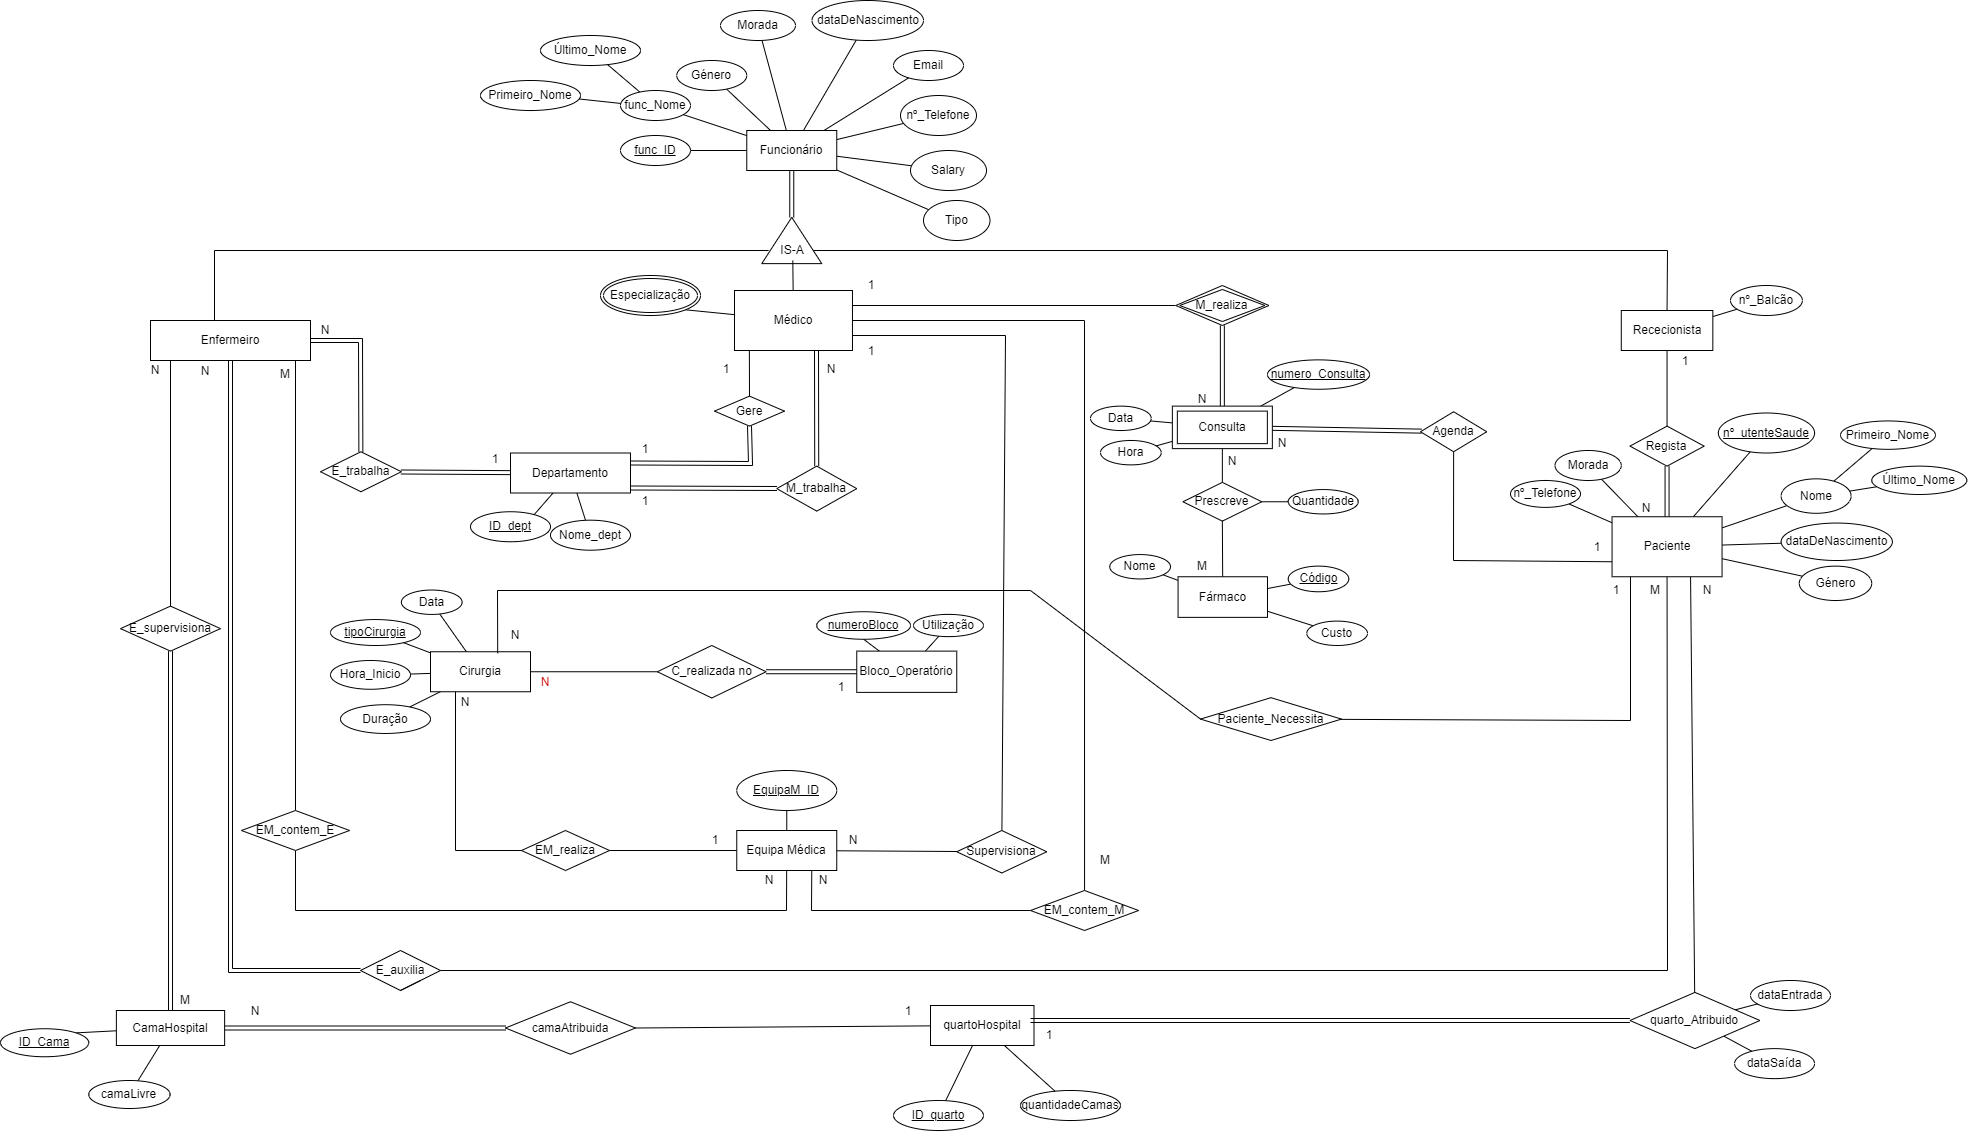 dataDeNascimento
Morada
Último_Nome
Email
Género
Primeiro_Nome
func_Nome
nº_Telefone
func_ID
Funcionário
Salary
Tipo
IS-A
1
Especialização
M_realiza
nº_Balcão
Médico
N
Enfermeiro
Rececionista
1
1
N
N
M
1
N
numero_Consulta
N
Data
Consulta
Agenda
nº_utenteSaude
Primeiro_Nome
Gere
Hora
N
Regista
1
1
N
Morada
Último_Nome
E_trabalha
Departamento
M_trabalha
nº_Telefone
Nome
1
Prescreve
Quantidade
N
ID_dept
Nome_dept
1
Paciente
dataDeNascimento
Nome
M
Código
Género
Fármaco
1
M
N
Data
E_supervisiona
tipoCirurgia
N
numeroBloco
Utilização
Custo
Hora_Inicio
Cirurgia
N
C_realizada no
1
Bloco_Operatório
N
Duração
Paciente_Necessita
EquipaM_ID
EM_contem_E
EM_realiza
1
Equipa Médica
N
Supervisiona
M
N
N
EM_contem_M
E_auxilia
M
N
1
dataEntrada
CamaHospital
camaAtribuida
quartoHospital
1
quarto_Atribuido
ID_Cama
dataSaída
camaLivre
ID_quarto
quantidadeCamas